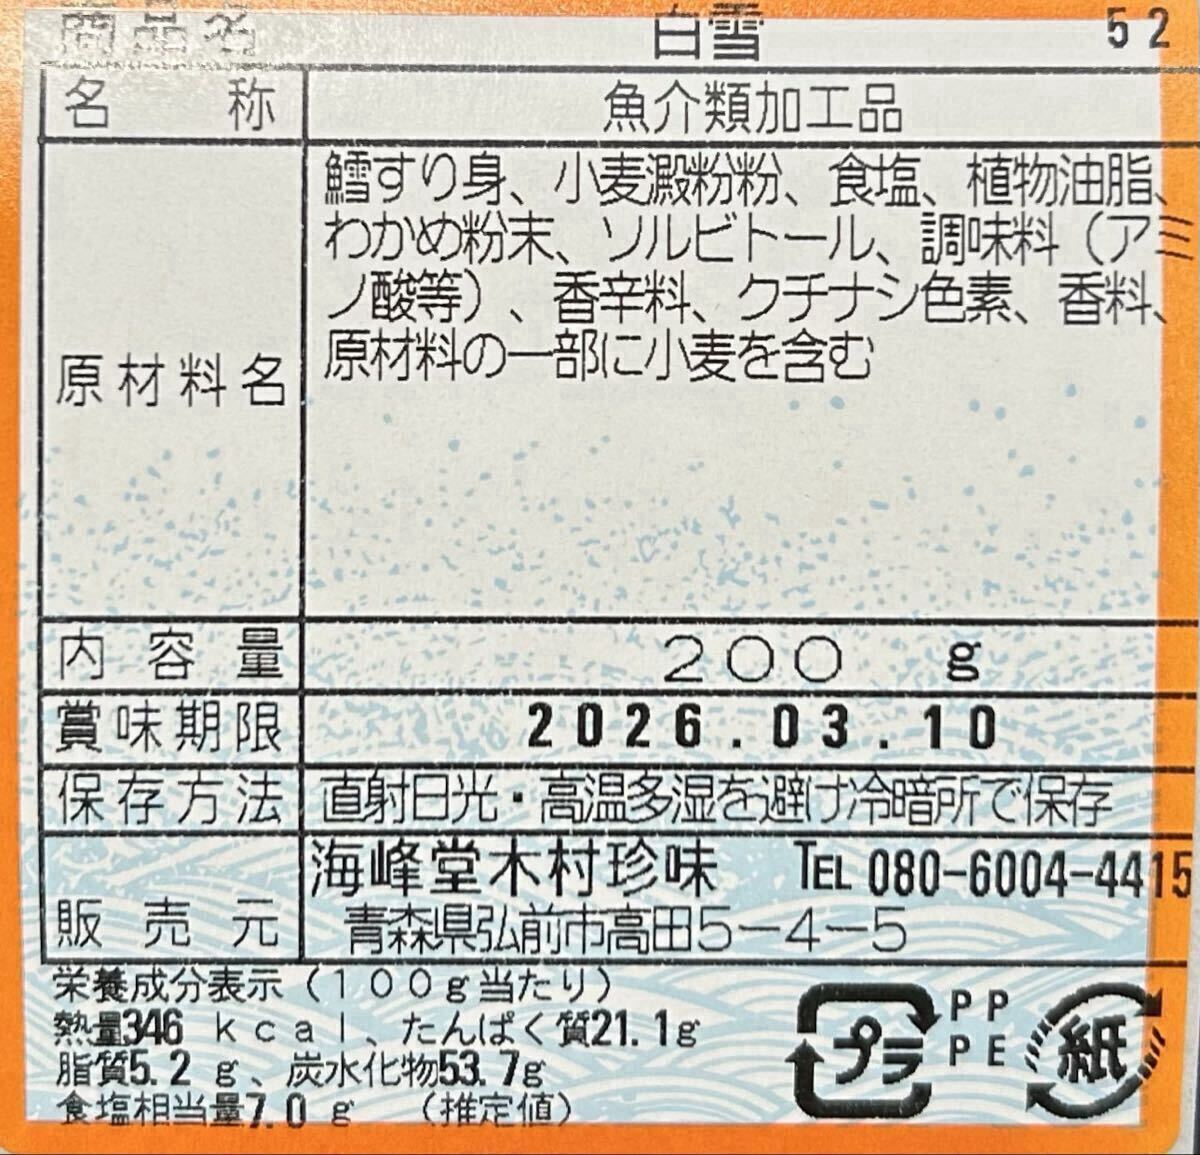 商品名 白雪 52
名称 魚介類加工品
原材料名
鱈すり身、小麦澱粉粉、食塩、植物油脂、
わかめ粉末、ソルビトール、調味料（アミ
ノ酸等）、香辛料、クチナシ色素、香料、
原材料の一部に小麦を含む
内容量 200 g
賞味期限 2026.03.10
保存方法 直射日光・高温多湿を避け冷暗所で保存
販売元
海峰堂木村珍味 TEL 080-6004-4415
青森県弘前市高田5-4-5
栄養成分表示（100g当たり）
熱量346 kcal、たんぱく質21.1g
脂質5.2 g、炭水化物53.7g
食塩相当量7.0 g （推定値）
プラ
PP
PE
紙